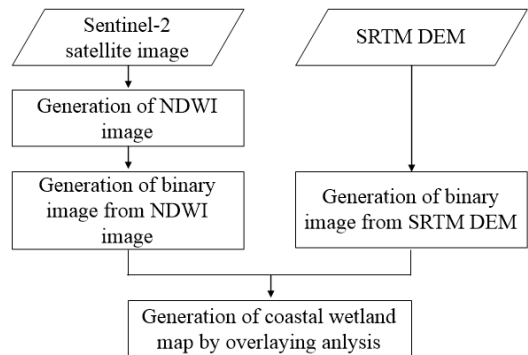 Sentinel-2
satellite image
SRTM DEM
Generation of NDWI
image
Generation of binary
image from NDWI
image
Generation of binary
image from SRTM DEM
Generation of coastal wetland
map by overlaying anlysis